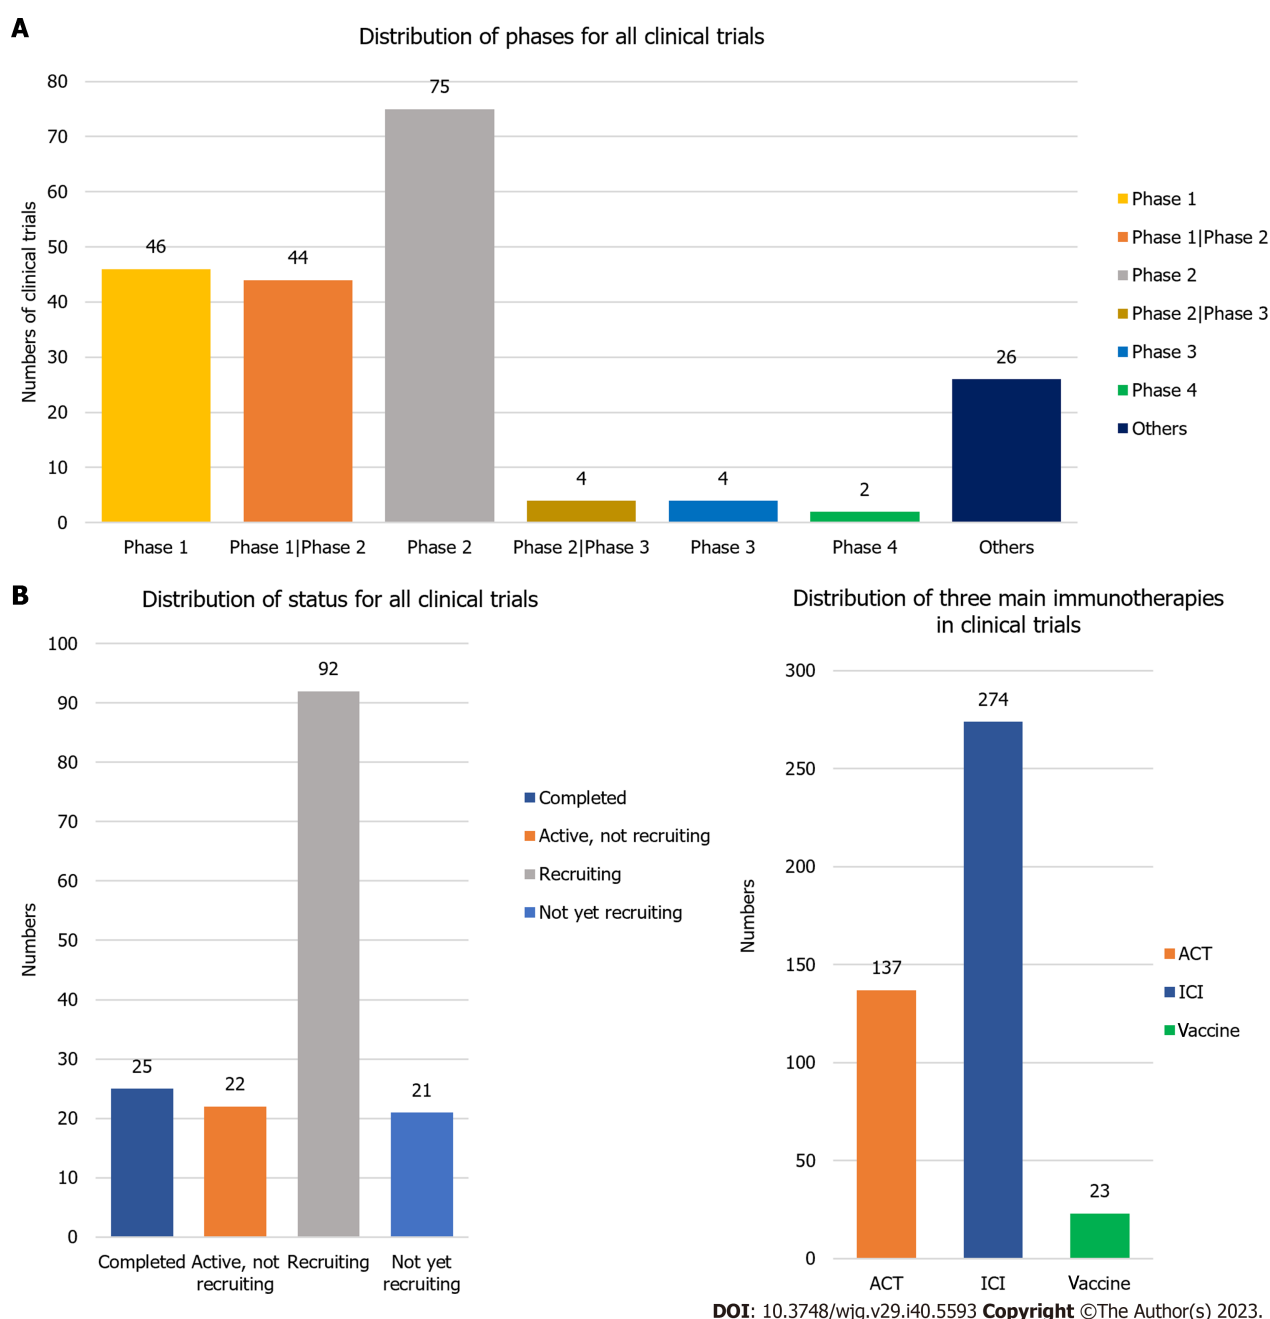 A
Distribution of phases for all clinical trials
Numbers of clinical trials
80
70
60
50
40
30
20
10
0
46
44
75
4
4
2
26
Phase 1
Phase 1|Phase 2
Phase 2
Phase 2|Phase 3
Phase 3
Phase 4
Others
Phase 1
Phase 1|Phase 2
Phase 2
Phase 2|Phase 3
Phase 3
Phase 4
Others
B
Distribution of status for all clinical trials
Numbers
100
90
80
70
60
50
40
30
20
10
0
25
22
92
21
Completed
Active, not
recruiting
Recruiting
Not yet
recruiting
Completed
Active, not recruiting
Recruiting
Not yet recruiting
Distribution of three main immunotherapies
in clinical trials
Numbers
300
250
200
150
100
50
0
137
274
23
ACT
ICI
Vaccine
ACT
ICI
Vaccine
DOI: 10.3748/wjg.v29.i40.5593 Copyright ©The Author(s) 2023.